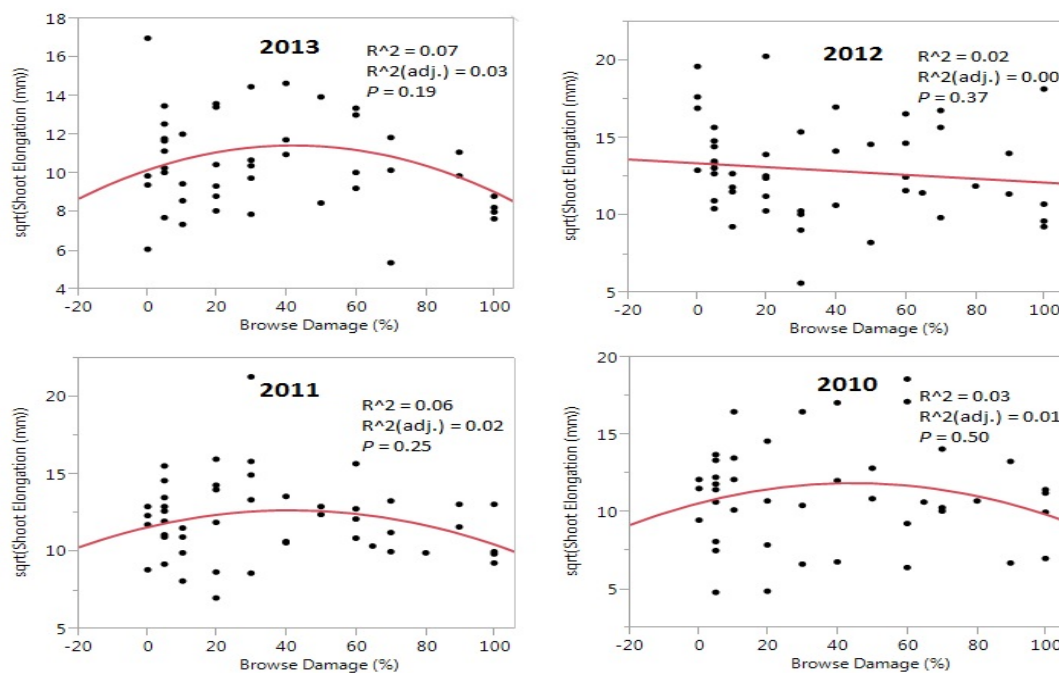 18
16
14
12
10
8
6
4
sqrt(Shoot Elongation (mm))
2013
R^2 = 0.07
R^2(adj.) = 0.03
P = 0.19
-20 0 20 40 60 80 100
Browse Damage (%)
20
15
10
5
sqrt(Shoot Elongation (mm))
2012
R^2 = 0.02
R^2(adj.) = 0.00
P = 0.37
-20 0 20 40 60 80 100
Browse Damage (%)
20
15
10
5
sqrt(Shoot Elongation (mm))
2011
R^2 = 0.06
R^2(adj.) = 0.02
P = 0.25
-20 0 20 40 60 80 100
Browse Damage (%)
20
15
10
5
sqrt(Shoot Elongation (mm))
2010
R^2 = 0.03
R^2(adj.) = 0.01
P = 0.50
-20 0 20 40 60 80 100
Browse Damage (%)